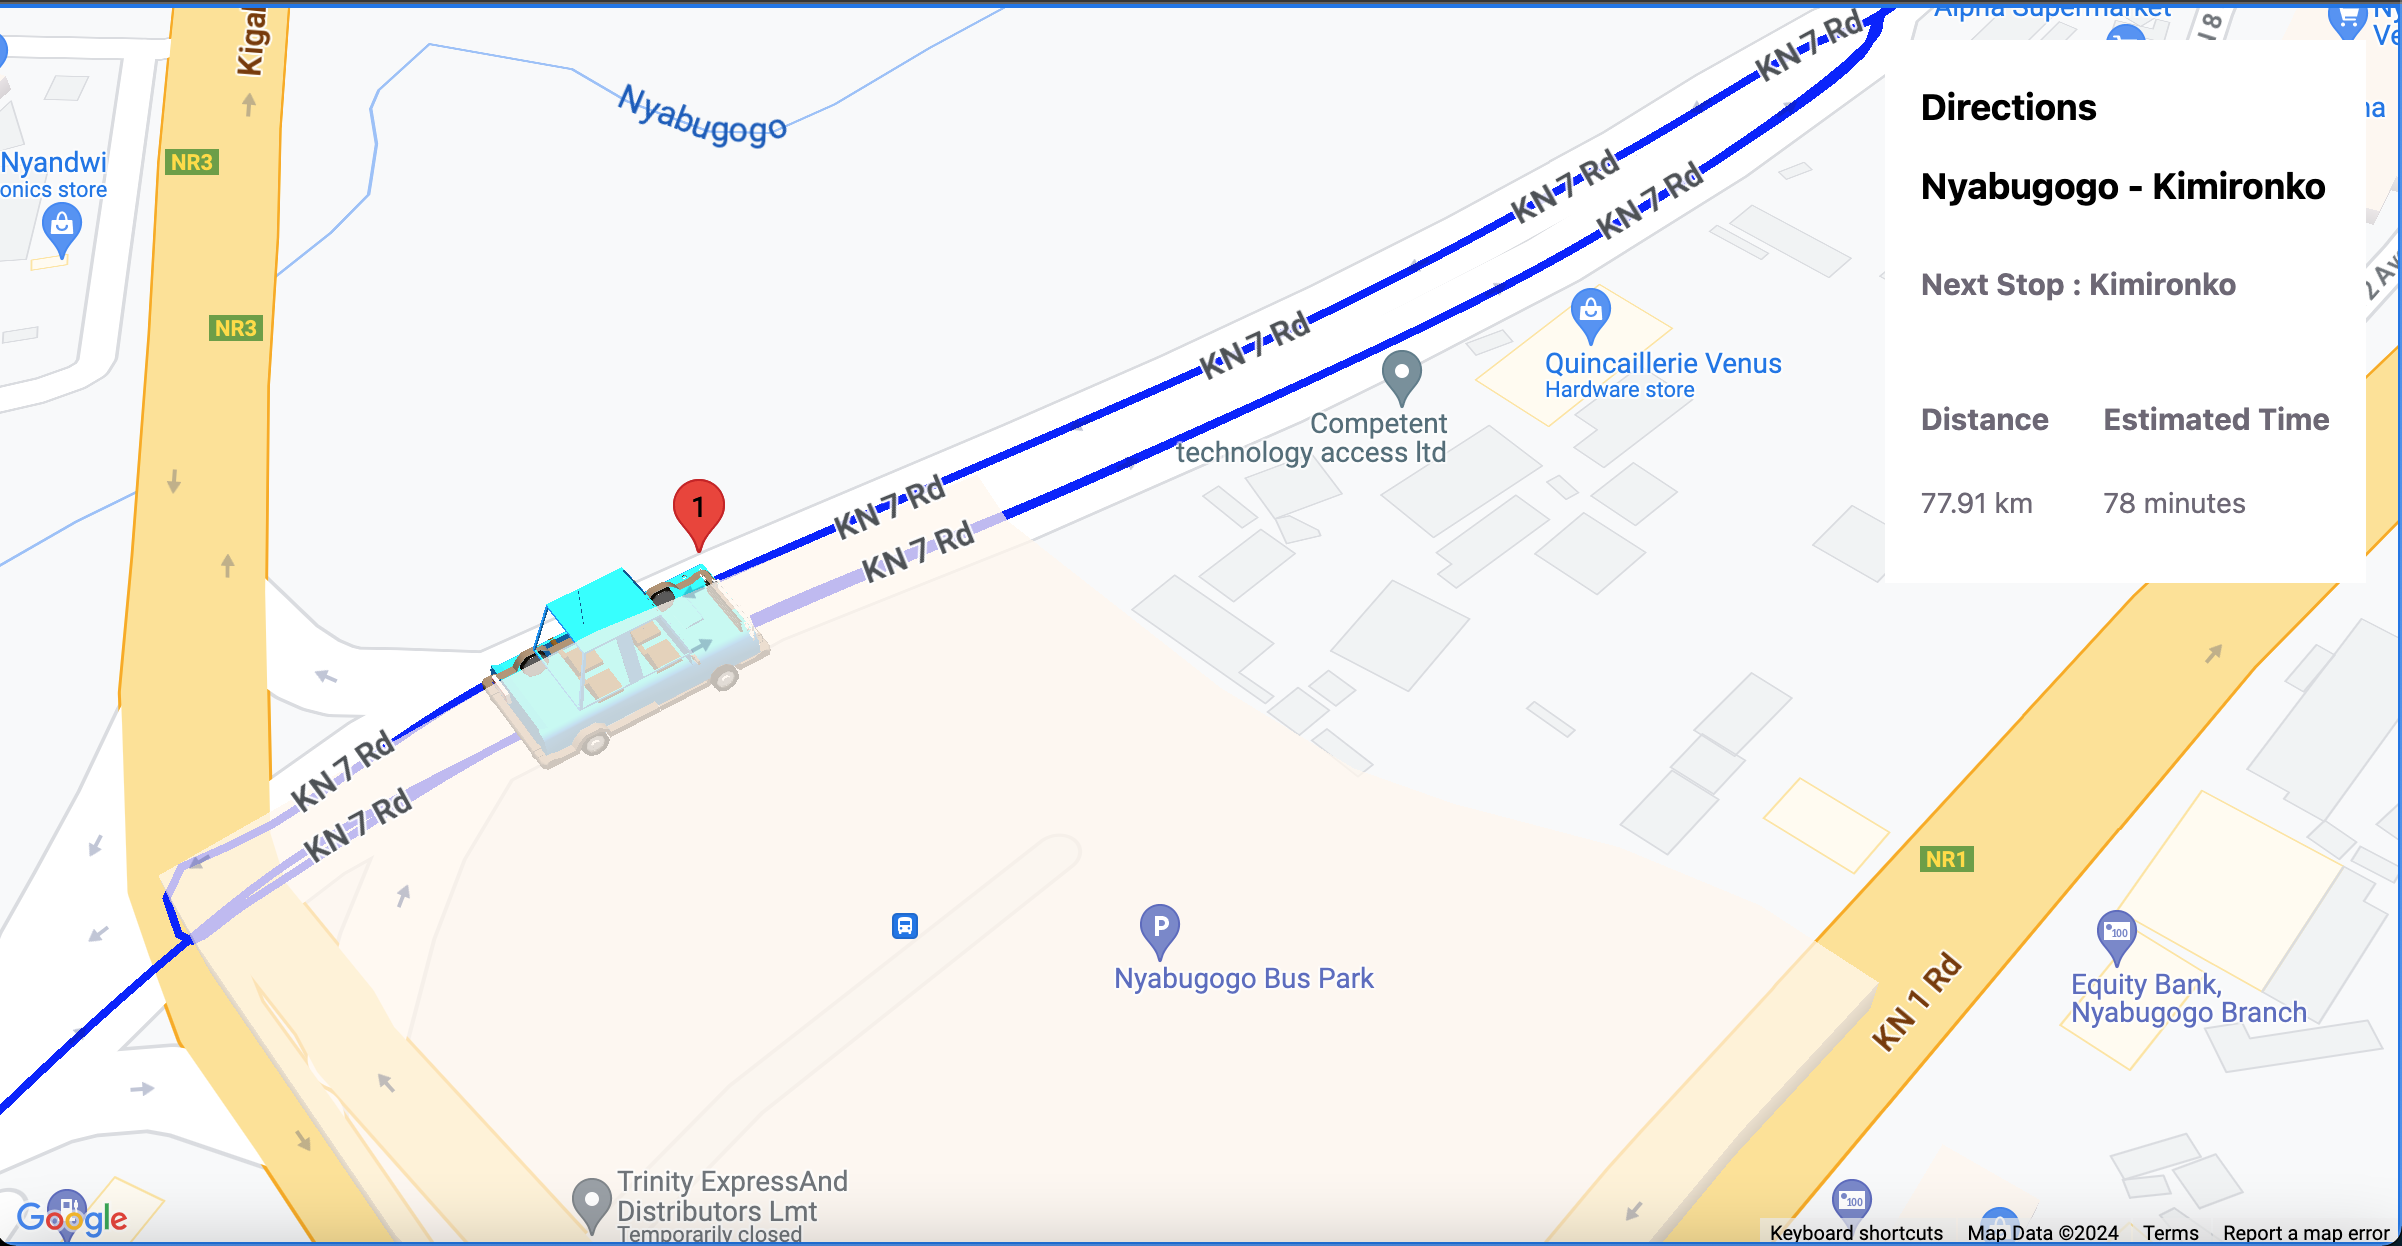 Kigal
Alpha Supermarket
Nyabugogo
KN 7 Rd
NR3
Nyandwi
onics store
KN 7 Rd
KN 7 Rd
Directions
Nyabugogo - Kimironko
Next Stop : Kimironko
Distance
Estimated Time
77.91 km
78 minutes
NR3
KN 7 Rd
Quincaillerie Venus
Hardware store
Competent
technology access ltd
1
KN 7 Rd
KN 7 Rd
KN 7 Rd
KN 7 Rd
NR1
P
Nyabugogo Bus Park
100
Equity Bank,
Nyabugogo Branch
KN 1 Rd
Trinity ExpressAnd
Distributors Lmt
Temporarily closed
100
Google
Keyboard shortcuts
Map Data ©2024
Terms
Report a map error